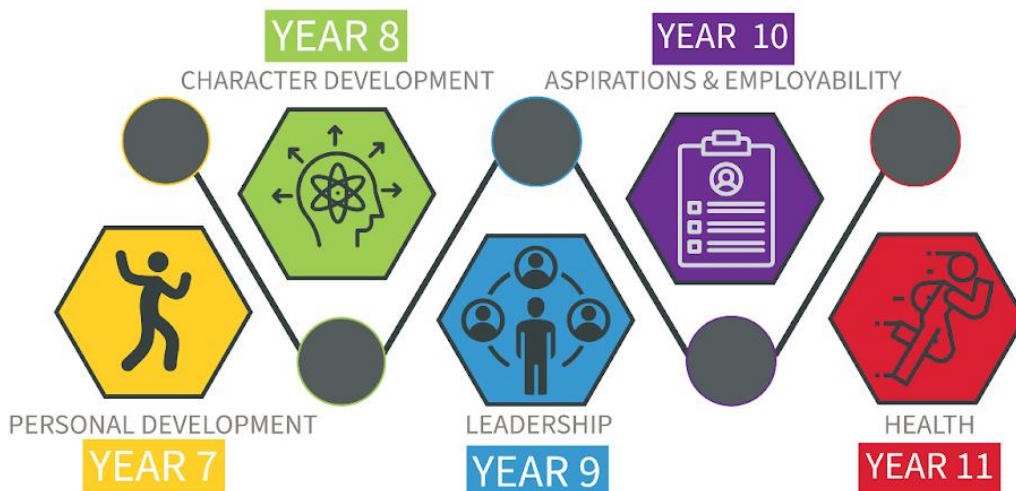 YEAR 8
CHARACTER DEVELOPMENT
YEAR 10
ASPIRATIONS & EMPLOYABILITY
PERSONAL DEVELOPMENT
YEAR 7
LEADERSHIP
YEAR 9
HEALTH
YEAR 11